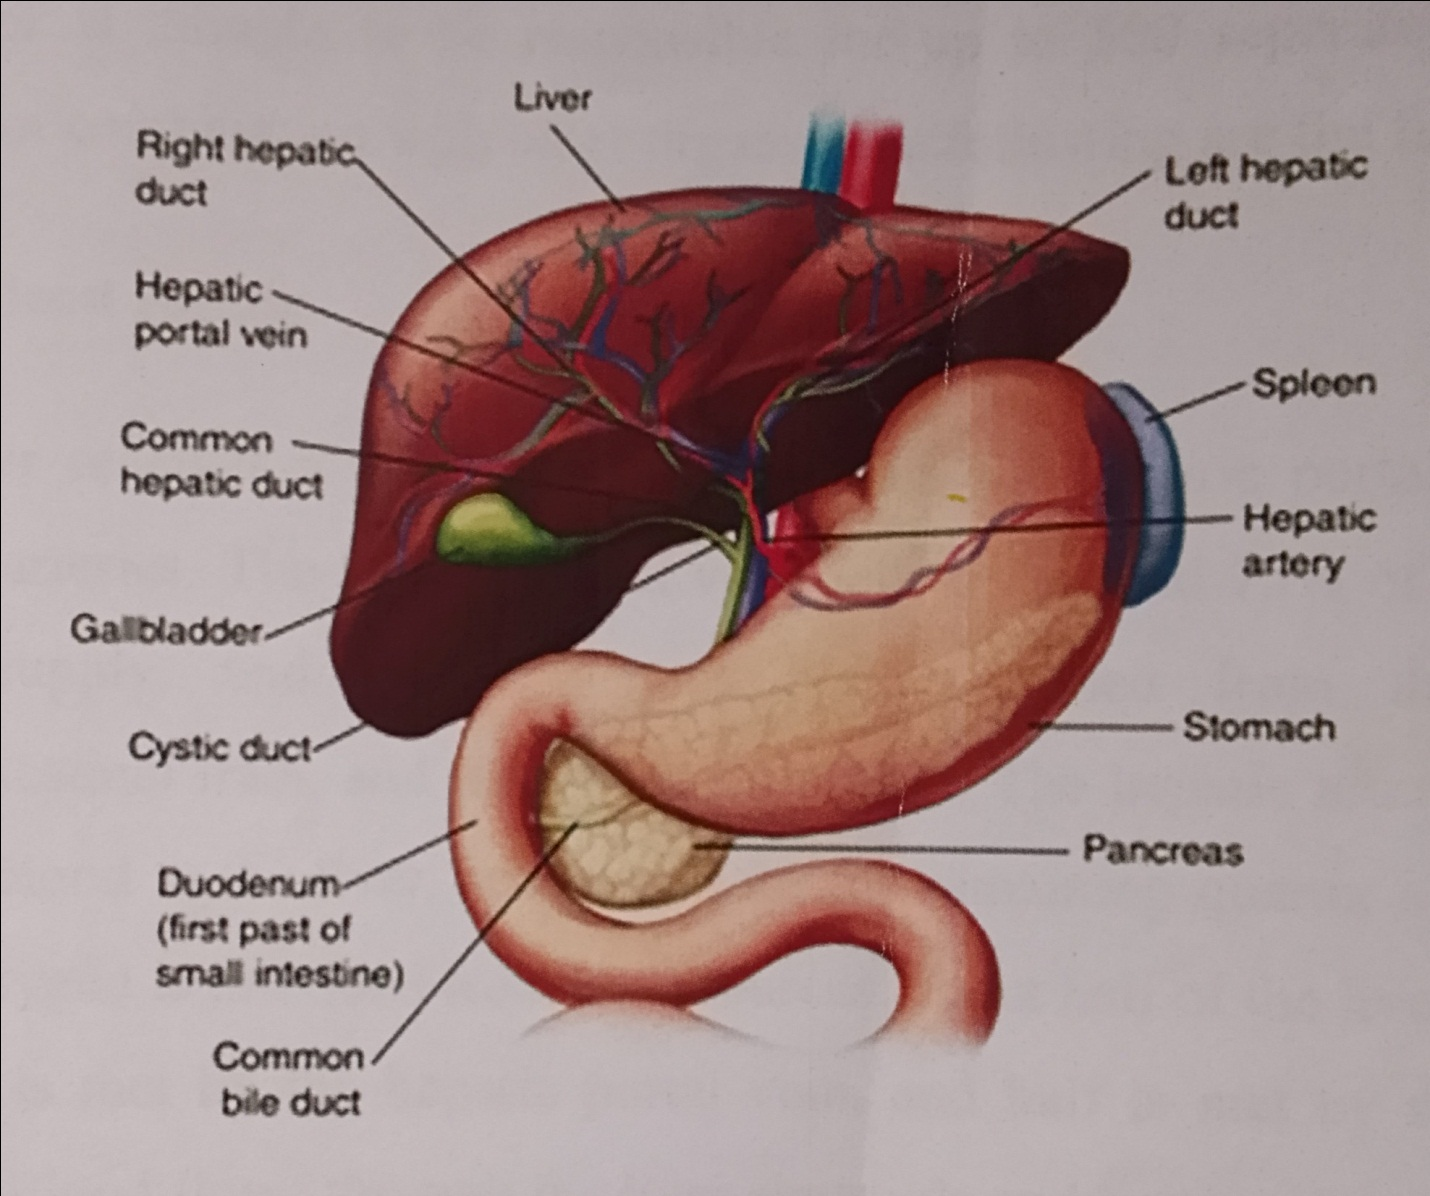 Liver
Right hepatic
duct
Left hepatic
duct
Hepatic
portal vein
Spleen
Common
hepatic duct
Hepatic
artery
Gallbladder
Stomach
Cystic duct
Pancreas
Duodenum
(first past of
small intestine)
Common
bile duct